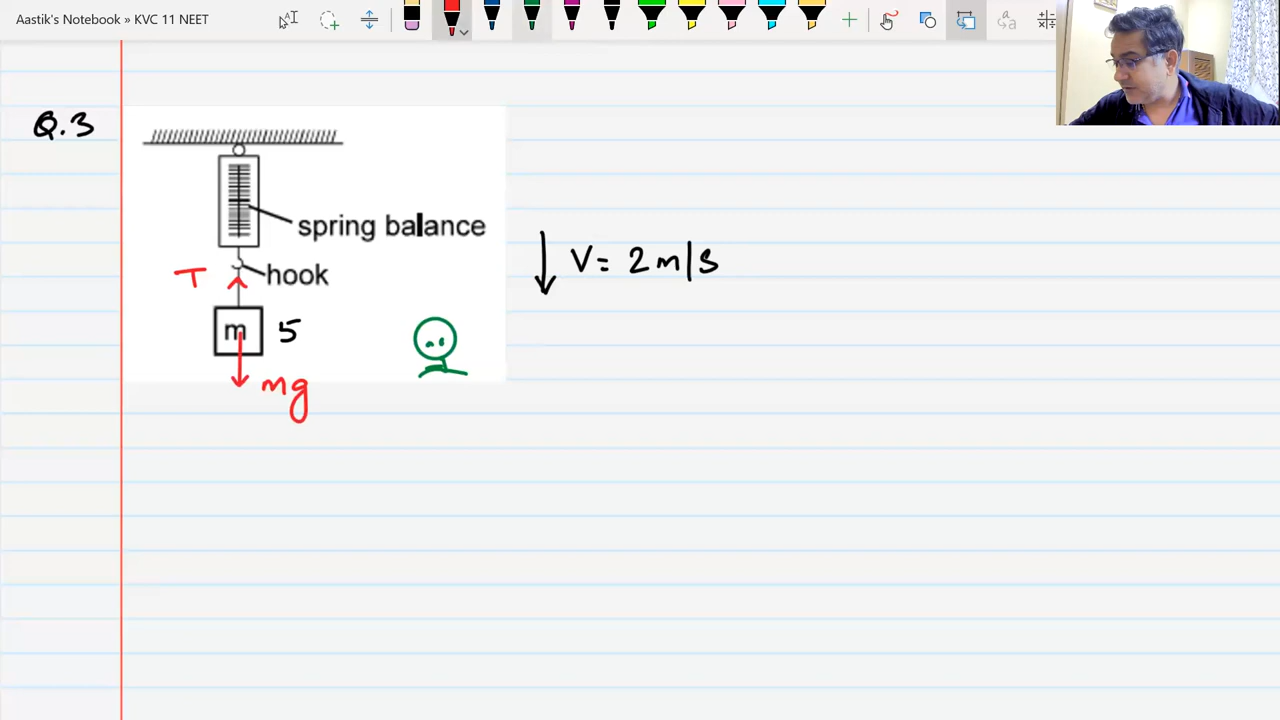 Aastik's Notebook » KVC 11 NEET
Q.3
spring balance
V = 2 m/s
T
hook
m 5
mg